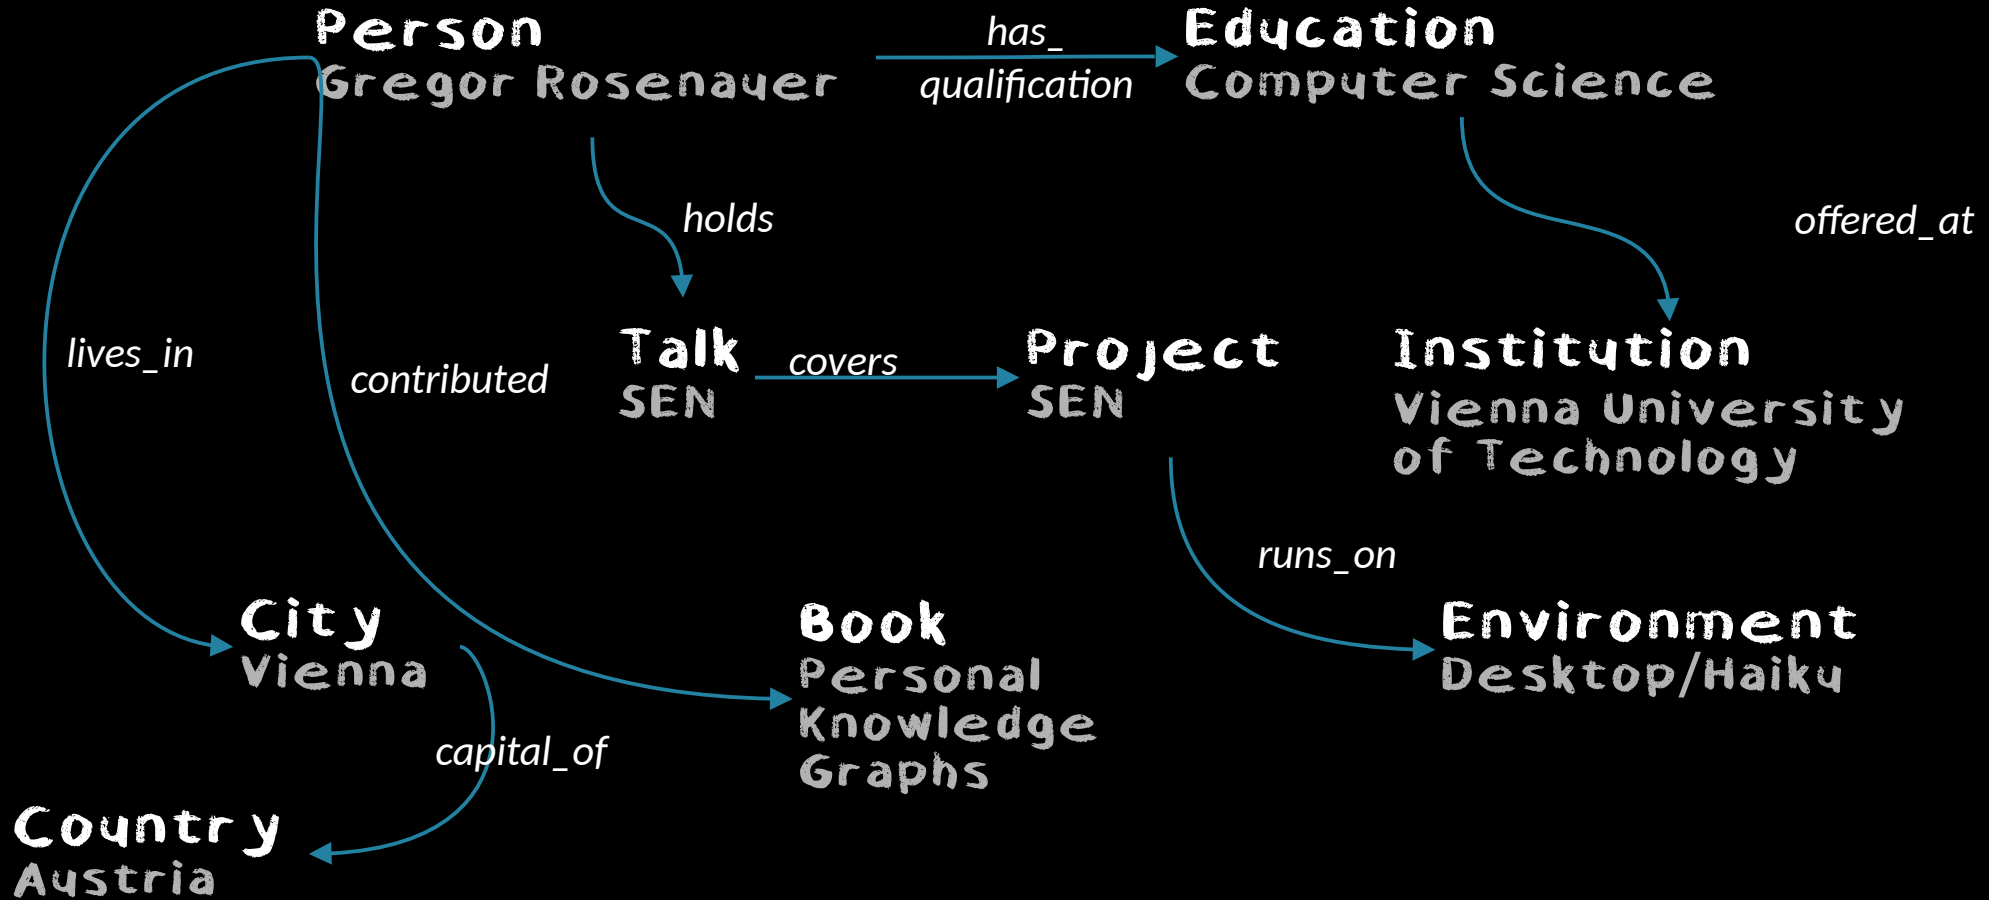 Person
Gregor Rosenauer
has_
qualification
Education
Computer Science
holds
offered_at
lives_in
contributed
Talk
SEN
covers
Project
SEN
Institution
Vienna University
of Technology
runs_on
City
Vienna
Book
Personal
Knowledge
Graphs
Environment
Desktop/Haiku
capital_of
Country
Austria